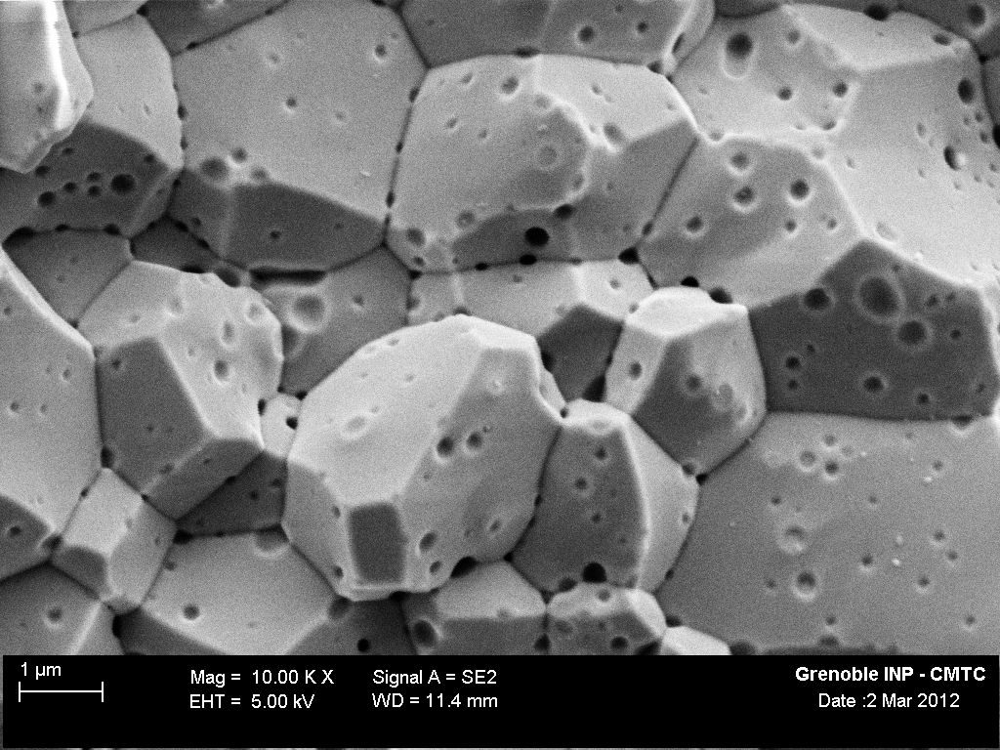 1 µm
Mag = 10.00 K X
EHT = 5.00 kV
Signal A = SE2
WD = 11.4 mm
Grenoble INP - CMTC
Date :2 Mar 2012